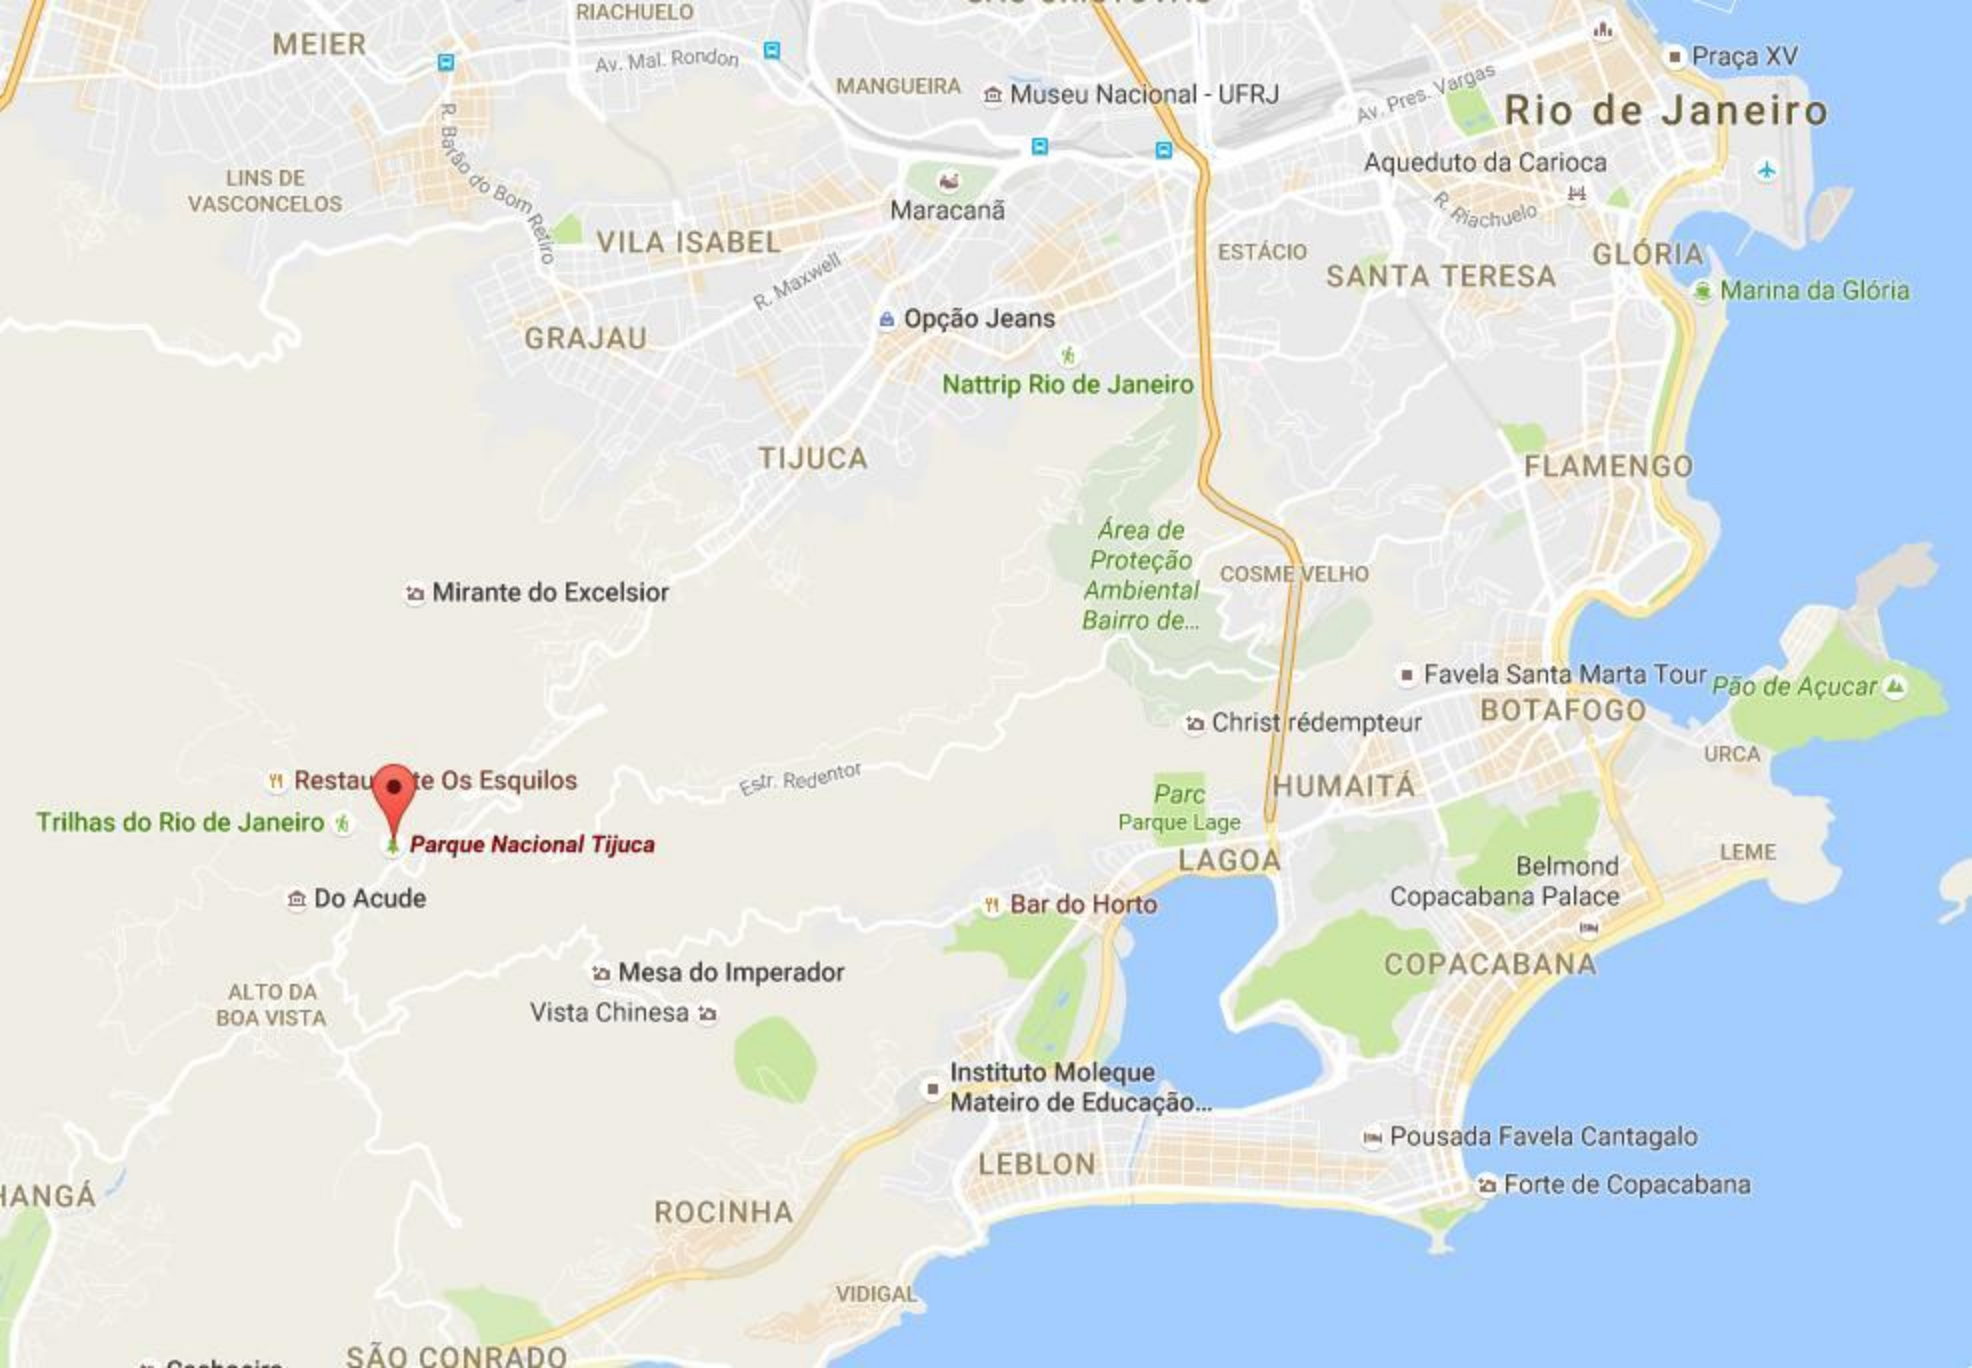 RIACHUELO
MEIER
Av. Mal. Rondon
MANGUEIRA
Museu Nacional - UFRJ
Praça XV
Av. Pres. Vargas
Rio de Janeiro
R. Barão do Bom Retiro
Aqueduto da Carioca
LINS DE
VASCONCELOS
Maracanã
R. Riachuelo
VILA ISABEL
ESTÁCIO
GLÓRIA
SANTA TERESA
R. Maxwell
Marina da Glória
Opção Jeans
GRAJAU
Nattrip Rio de Janeiro
TIJUCA
FLAMENGO
Área de
Proteção
Ambiental
Bairro de...
COSME VELHO
Mirante do Excelsior
Favela Santa Marta Tour
Pão de Açucar
BOTAFOGO
Christ rédempteur
URCA
Estr. Redentor
Os Esquilos
HUMAITÁ
Parc
Parque Lage
Trilhas do Rio de Janeiro
Parque Nacional Tijuca
LAGOA
LEME
Belmond
Copacabana Palace
Do Acude
Bar do Horto
COPACABANA
Mesa do Imperador
ALTO DA
BOA VISTA
Vista Chinesa
Instituto Moleque
Mateiro de Educação...
Pousada Favela Cantagalo
LEBLON
Forte de Copacabana
HANGÁ
ROCINHA
VIDIGAL
SÃO CONRADO